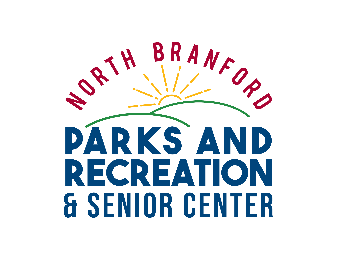 NORTH BRANFORD
PARKS AND
RECREATION
& SENIOR CENTER